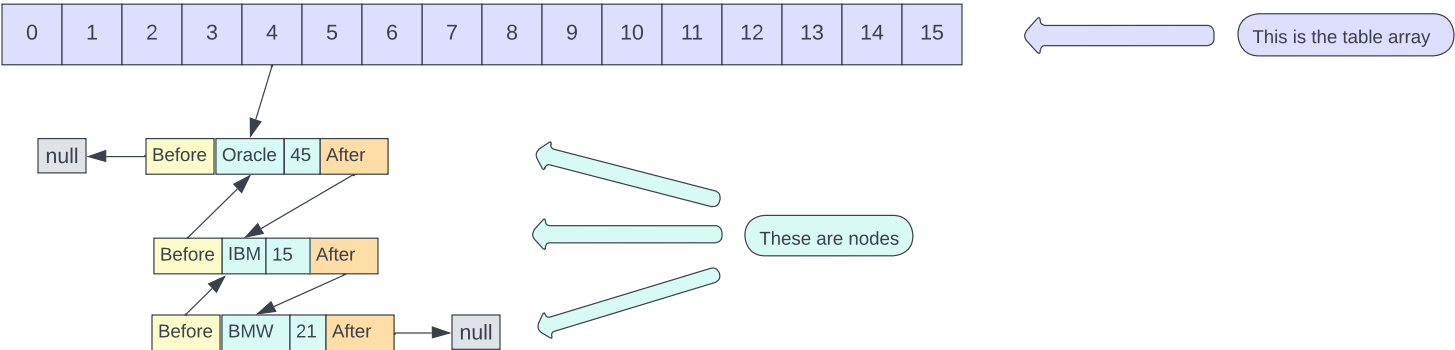 0 1 2 3 4 5 6 7 8 9 10 11 12 13 14 15
This is the table array
null
Before Oracle 45 After
These are nodes
Before IBM 15 After
Before BMW 21 After
null